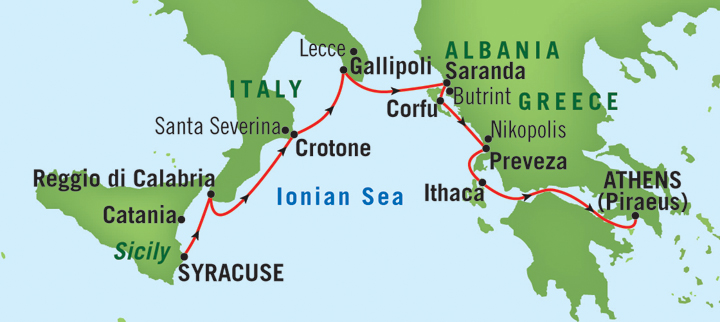 Lecce
ALBANIA
Gallipoli
Saranda
ITALY
Butrint
GREECE
Corfu
Santa Severina
Nikopolis
Crotone
Preveza
Reggio di Calabria
ATHENS
(Piraeus)
Ithaca
Ionian Sea
Catania
Sicily
SYRACUSE